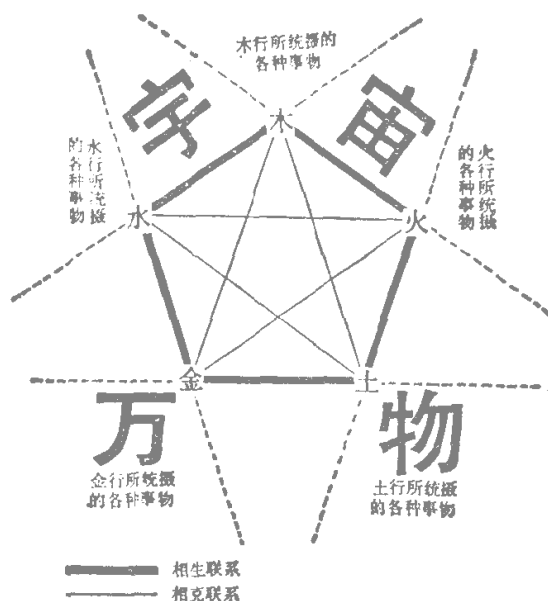 木行所统摄的
各种事物
宇
宙
木
水行所统摄
的各种事物
火行所统摄
的各种事物
水
火
金
土
万
物
金行所统摄
的各种事物
土行所统摄
的各种事物
相生联系
相克联系